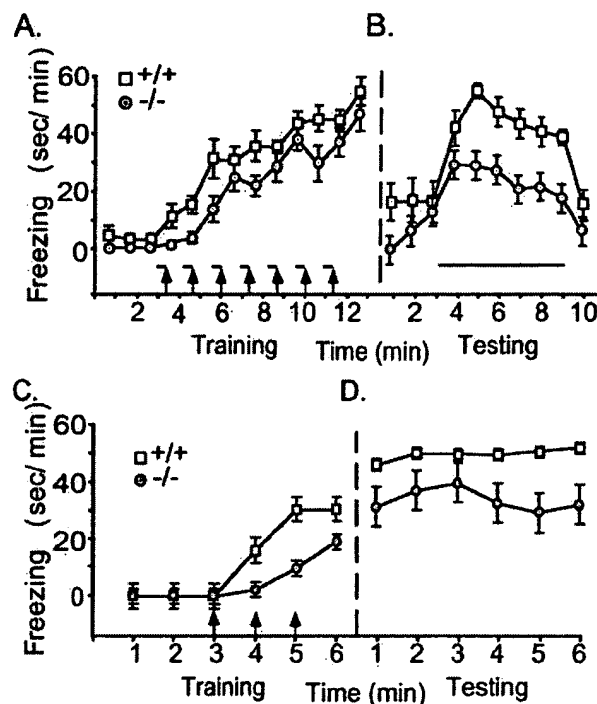 A.
B.
Freezing (sec/ min)
60
40
20
0
+/+
-/-
2 4 6 8 10 12
2 4 6 8 10
Training Time (min) Testing
C.
D.
Freezing (sec/ min)
60
40
20
0
+/+
-/-
1 2 3 4 5 6
1 2 3 4 5 6
Training Time (min) Testing